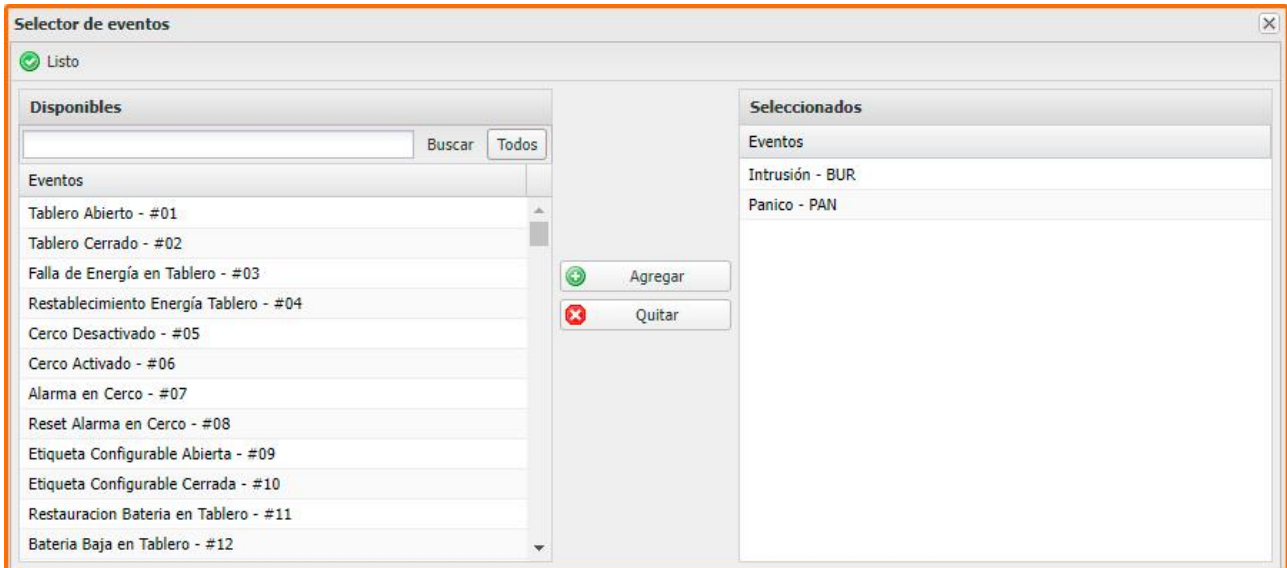 Selector de eventos
Listo
Disponibles
Buscar Todos
Eventos
Tablero Abierto - #01
Tablero Cerrado - #02
Falla de Energía en Tablero - #03
Restablecimiento Energía Tablero - #04
Cerco Desactivado - #05
Cerco Activado - #06
Alarma en Cerco - #07
Reset Alarma en Cerco - #08
Etiqueta Configurable Abierta - #09
Etiqueta Configurable Cerrada - #10
Restauracion Bateria en Tablero - #11
Bateria Baja en Tablero - #12
Agregar
Quitar
Seleccionados
Eventos
Intrusión - BUR
Panico - PAN